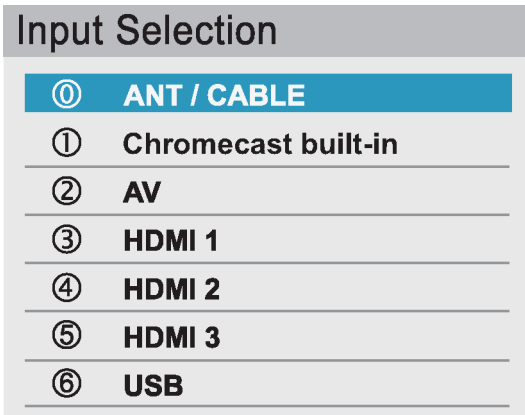 Input Selection
⓪ ANT / CABLE
① Chromecast built-in
② AV
③ HDMI 1
④ HDMI 2
⑤ HDMI 3
⑥ USB